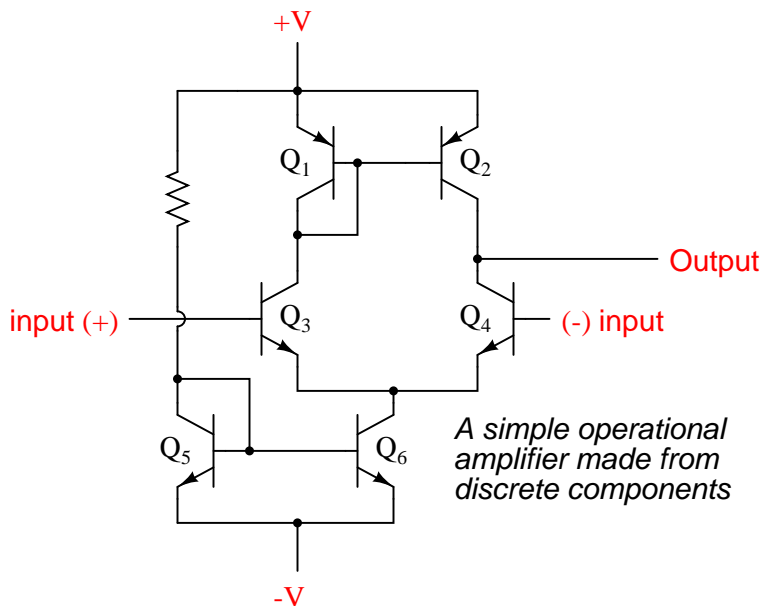 +V
Q1
Q2
Output
input (+)
Q3
Q4
(-) input
Q5
Q6
A simple operational
amplifier made from
discrete components
-V